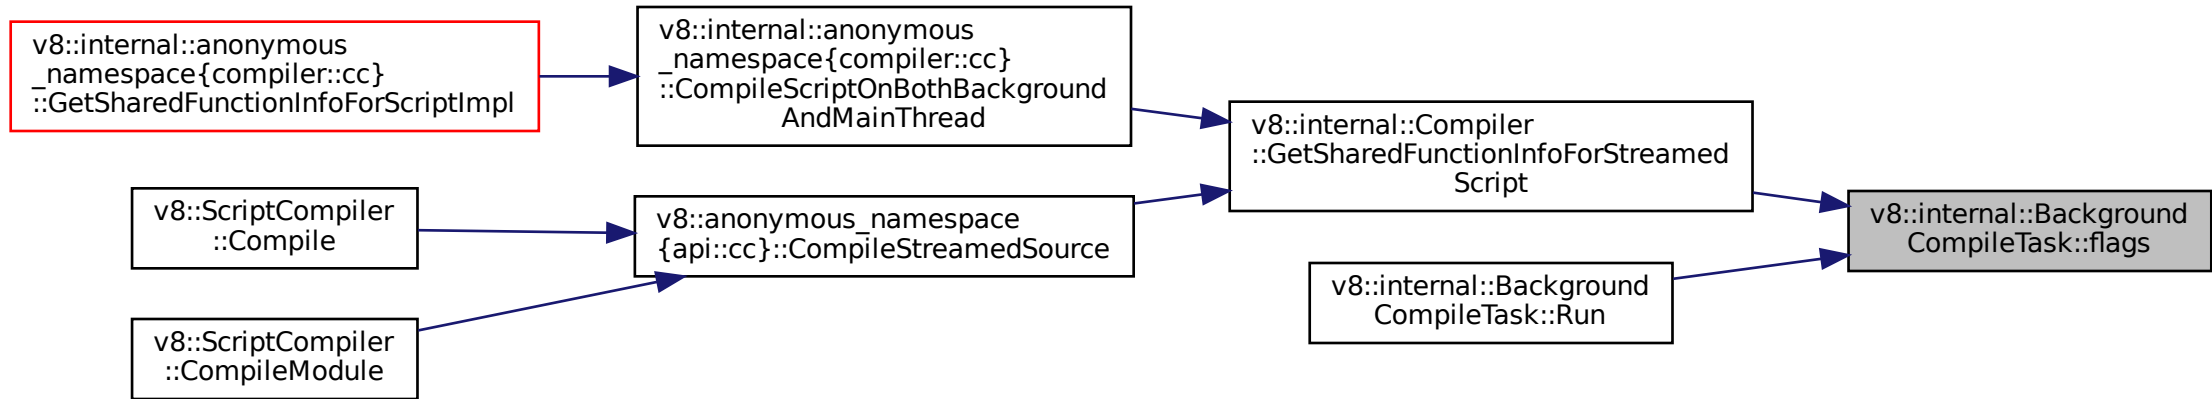 v8::internal::anonymous
_namespace{compiler::cc}
::GetSharedFunctionInfoForScriptImpl
v8::internal::anonymous
_namespace{compiler::cc}
::CompileScriptOnBothBackground
AndMainThread
v8::internal::Compiler
::GetSharedFunctionInfoForStreamed
Script
v8::ScriptCompiler
::Compile
v8::anonymous_namespace
{api::cc}::CompileStreamedSource
v8::internal::Background
CompileTask::flags
v8::internal::Background
CompileTask::Run
v8::ScriptCompiler
::CompileModule